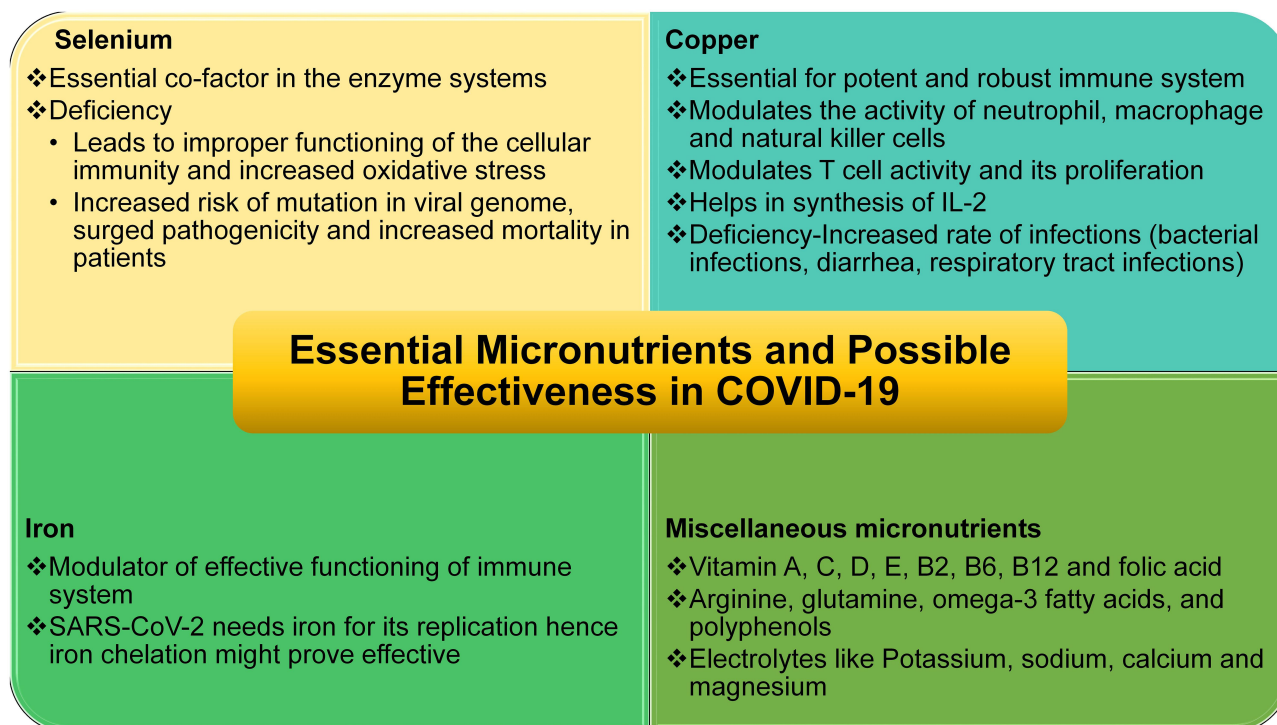 Selenium
❖Essential co-factor in the enzyme systems
❖Deficiency
• Leads to improper functioning of the cellular
immunity and increased oxidative stress
• Increased risk of mutation in viral genome,
surged pathogenicity and increased mortality in
patients
Copper
❖Essential for potent and robust immune system
❖Modulates the activity of neutrophil, macrophage
and natural killer cells
❖Modulates T cell activity and its proliferation
❖Helps in synthesis of IL-2
❖Deficiency-Increased rate of infections (bacterial
infections, diarrhea, respiratory tract infections)
Essential Micronutrients and Possible
Effectiveness in COVID-19
Iron
❖Modulator of effective functioning of immune
system
❖SARS-CoV-2 needs iron for its replication hence
iron chelation might prove effective
Miscellaneous micronutrients
❖Vitamin A, C, D, E, B2, B6, B12 and folic acid
❖Arginine, glutamine, omega-3 fatty acids, and
polyphenols
❖Electrolytes like Potassium, sodium, calcium and
magnesium